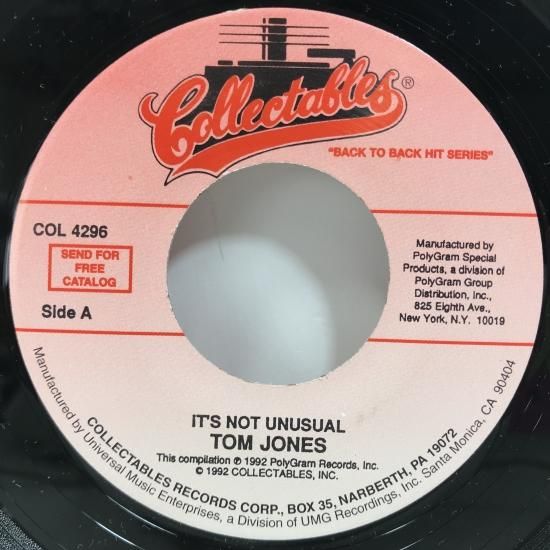 Collectables®
"BACK TO BACK HIT SERIES"
COL 4296
SEND FOR
FREE
CATALOG
Side A
Manufactured by
PolyGram Special
Products, a division of
PolyGram Group
Distribution, Inc.,
825 Eighth Ave.,
New York, N.Y. 10019
IT'S NOT UNUSUAL
TOM JONES
This compilation ℗ 1992 PolyGram Records, Inc.
© 1992 COLLECTABLES, INC.
COLLECTABLES RECORDS CORP., BOX 35, NARBERTH, PA 19072
Manufactured by Universal Music Enterprises, a Division of UMG Recordings, Inc. Santa Monica, CA 90404